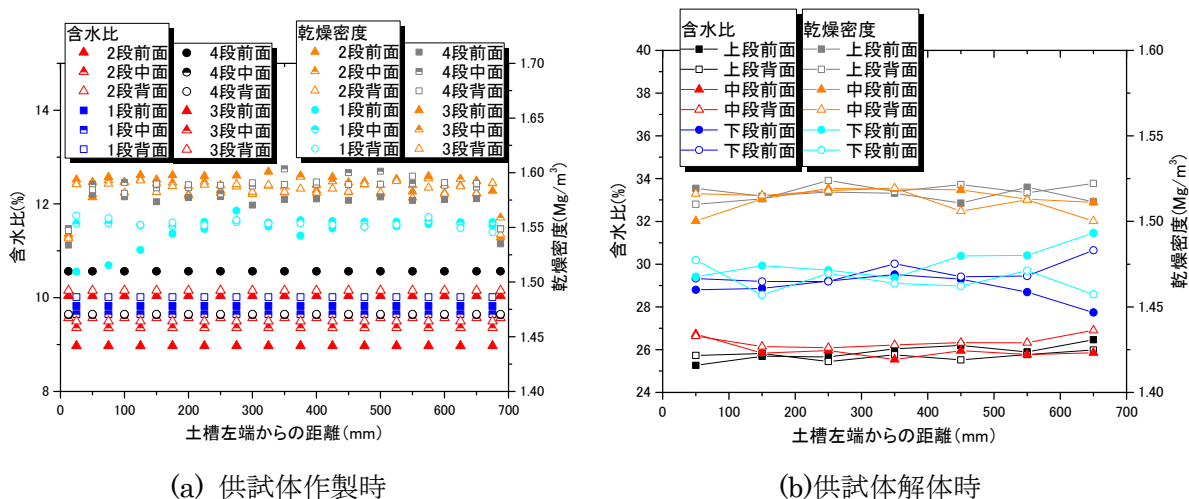 含水比
2段前面 4段前面
2段中面 4段中面
2段背面 4段背面
1段前面 3段前面
1段中面 3段中面
1段背面 3段背面
乾燥密度
2段前面 4段前面
2段中面 4段中面
2段背面 4段背面
1段前面 3段前面
1段中面 3段中面
1段背面 3段背面
含水比(%)
15
12
10
8
乾燥密度(Mg/m³)
1.70
1.65
1.60
1.55
1.50
1.45
1.40
0 100 200 300 400 500 600 700
土槽左端からの距離(mm)
(a) 供試体作製時
含水比
上段前面
上段背面
中段前面
中段背面
下段前面
下段背面
乾燥密度
上段前面
上段背面
中段前面
中段背面
下段前面
下段背面
含水比(%)
40
38
36
34
32
30
28
26
24
乾燥密度(Mg/m³)
1.60
1.55
1.50
1.45
1.40
0 100 200 300 400 500 600 700
土槽左端からの距離(mm)
(b)供試体解体時